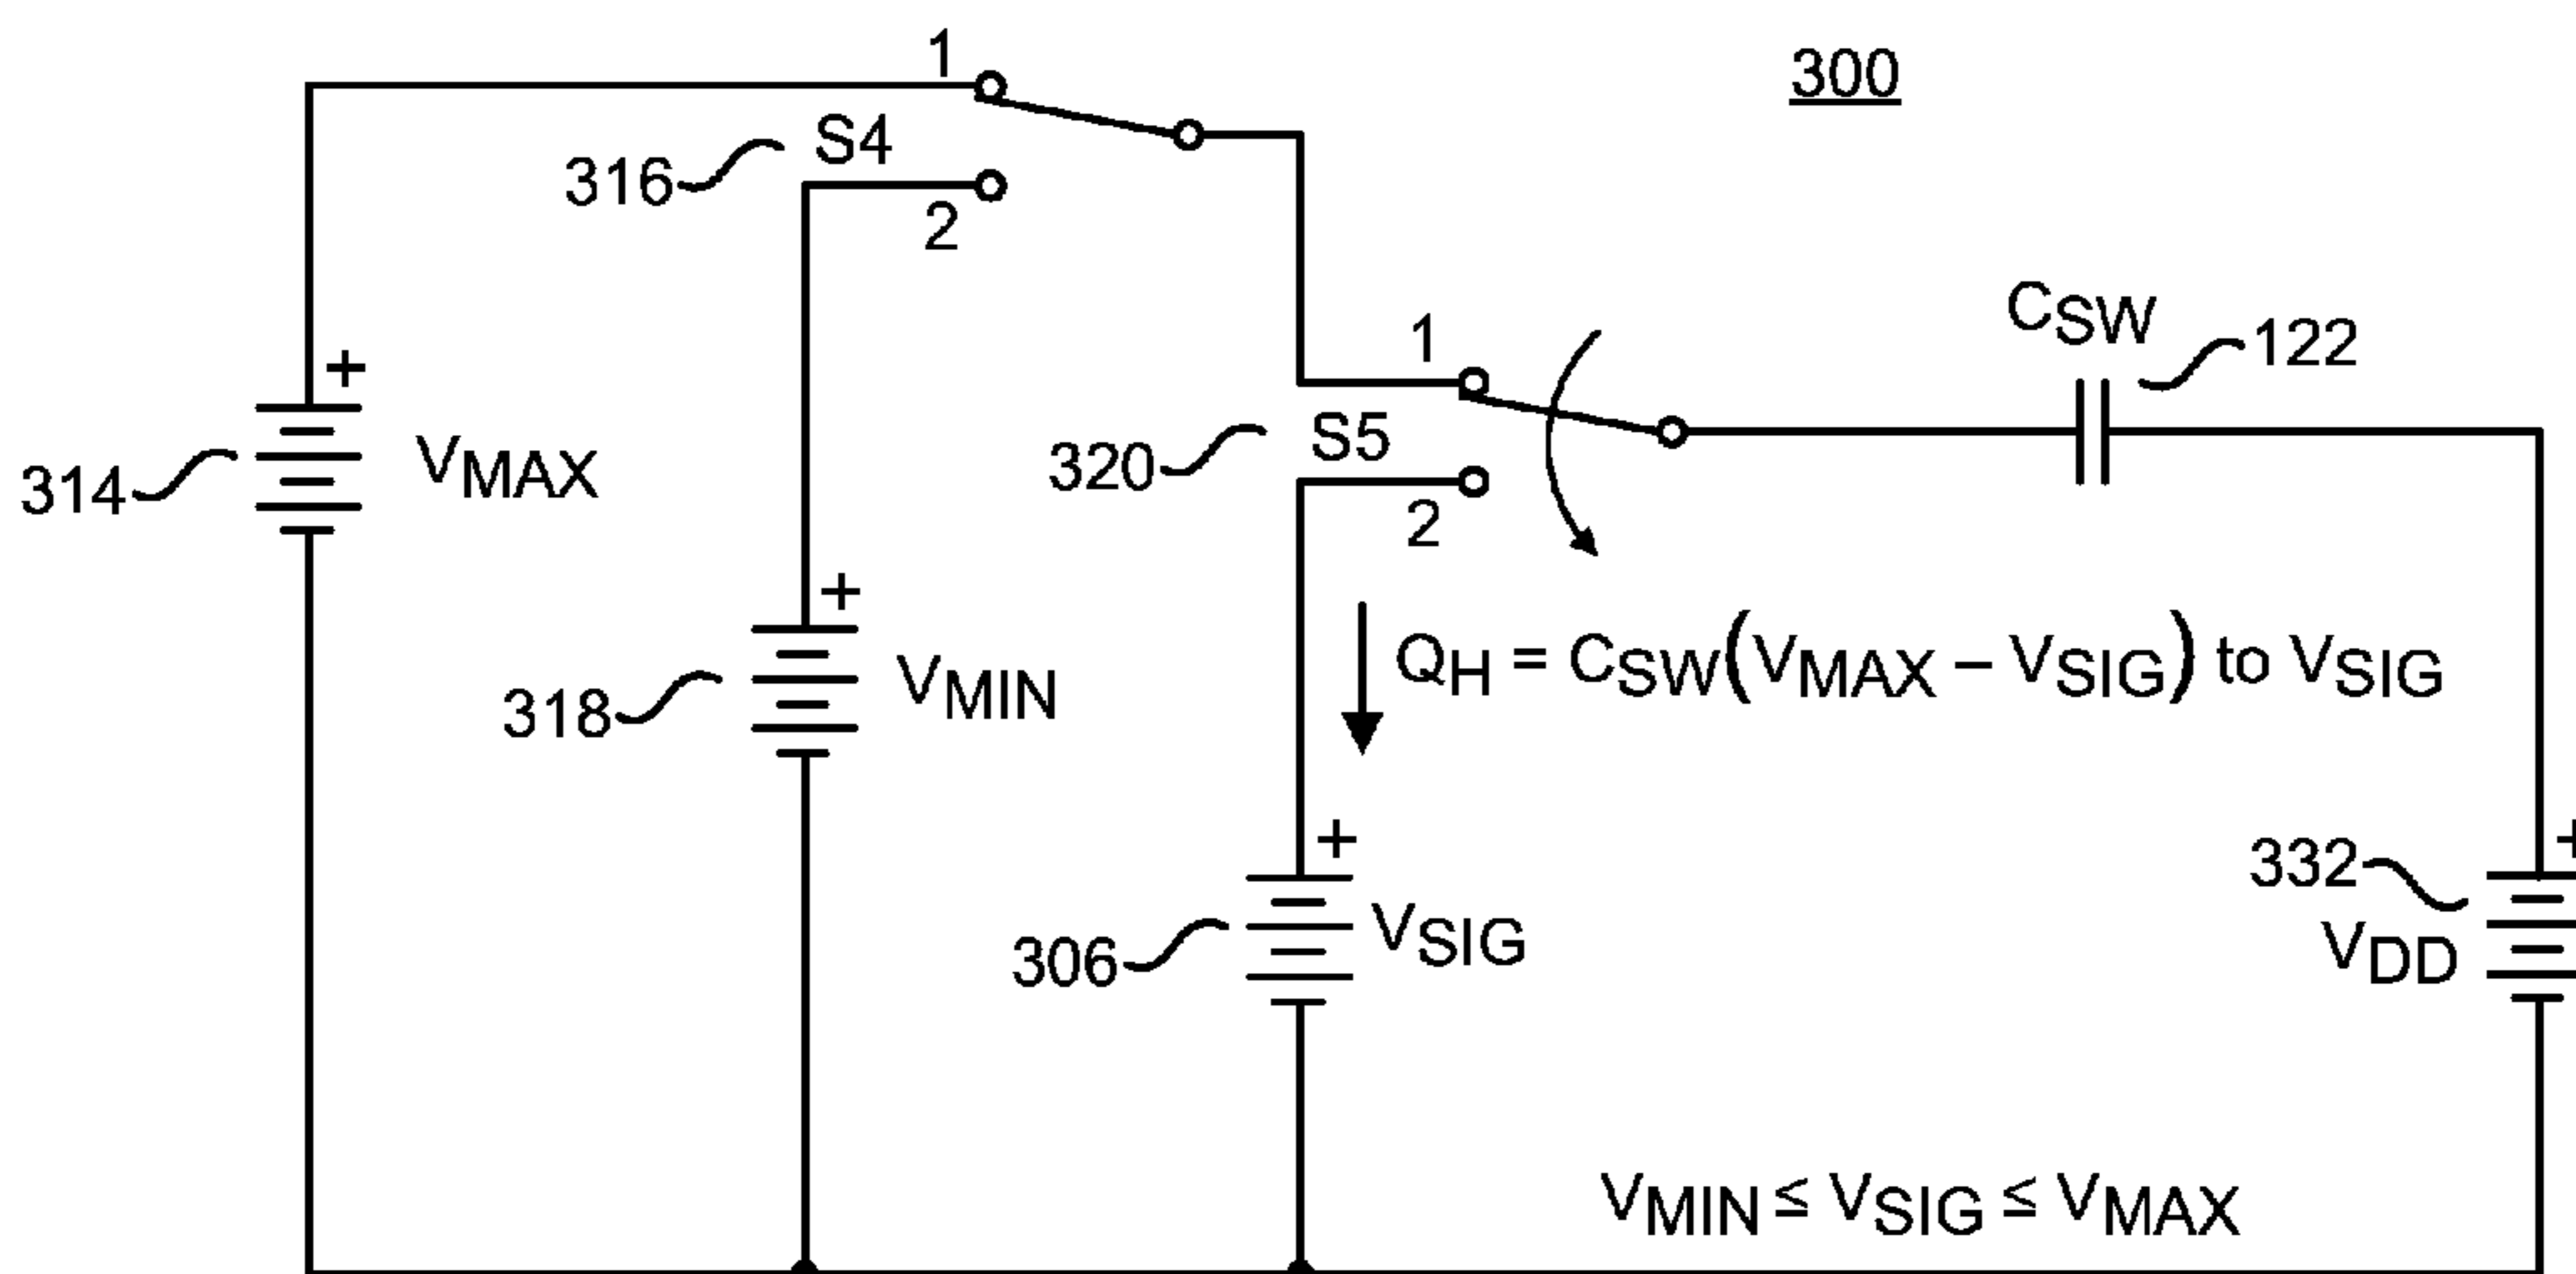 300
1
S4
316
2
+
VMAX
314
1
S5
320
2
CSW
122
+
VMIN
318
QH = CSW(VMAX – VSIG) to VSIG
+
VSIG
306
+
332
VDD
VMIN ≤ VSIG ≤ VMAX